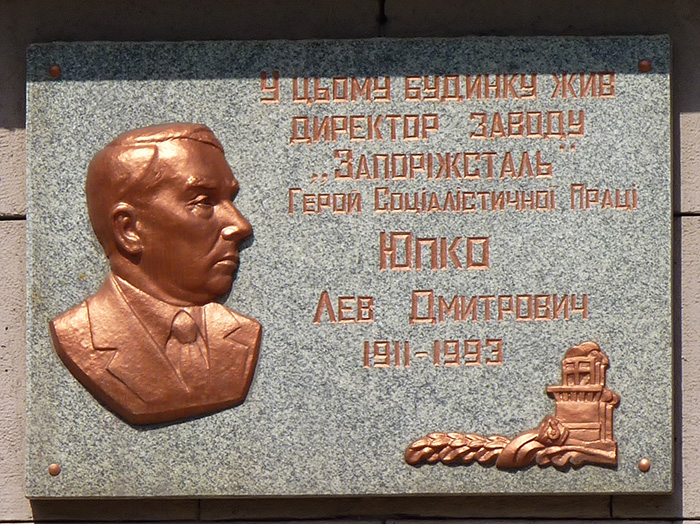 У цьому будинку жив
директор заводу
„Запоріжсталь"
Герой Соціалістичної Праці
Юпко
Лев Дмитрович
1911-1993